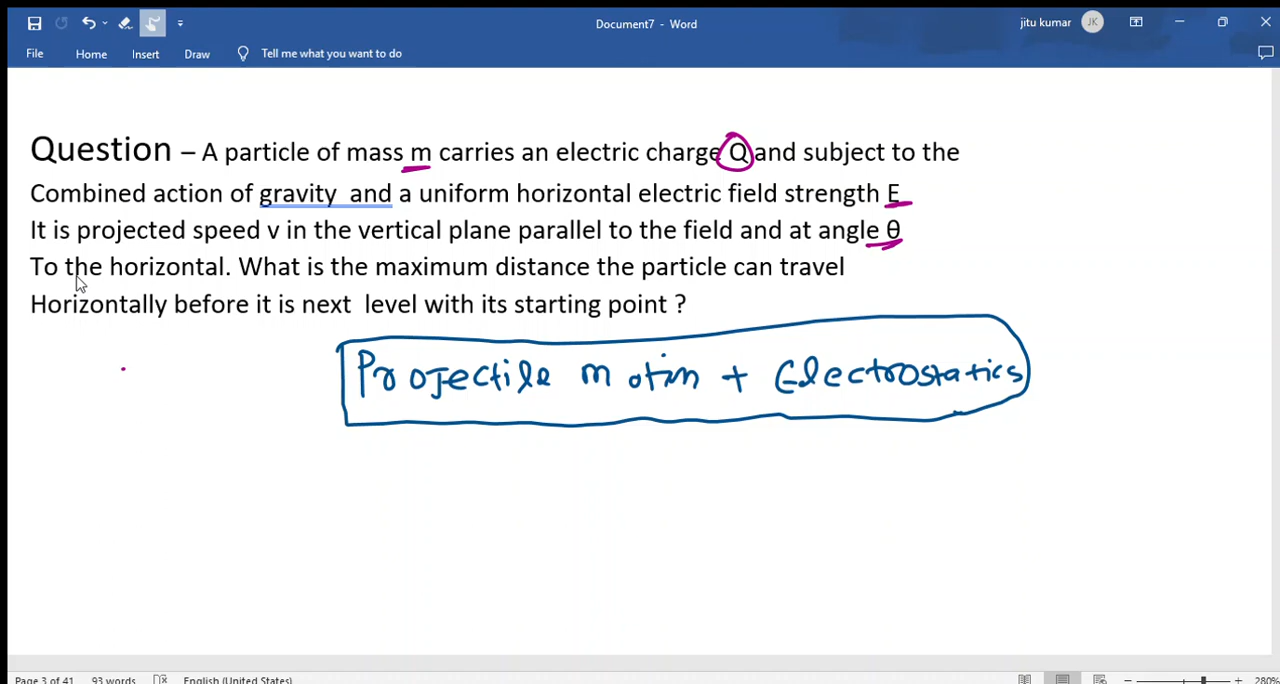 Document7 - Word
jitu kumar
JK
File Home Insert Draw Tell me what you want to do
Question – A particle of mass m carries an electric charge Q and subject to the
Combined action of gravity and a uniform horizontal electric field strength E
It is projected speed v in the vertical plane parallel to the field and at angle θ
To the horizontal. What is the maximum distance the particle can travel
Horizontally before it is next level with its starting point ?
Projectile motin + Electrostatics
Page 3 of 41 93 words English (United States) 280%